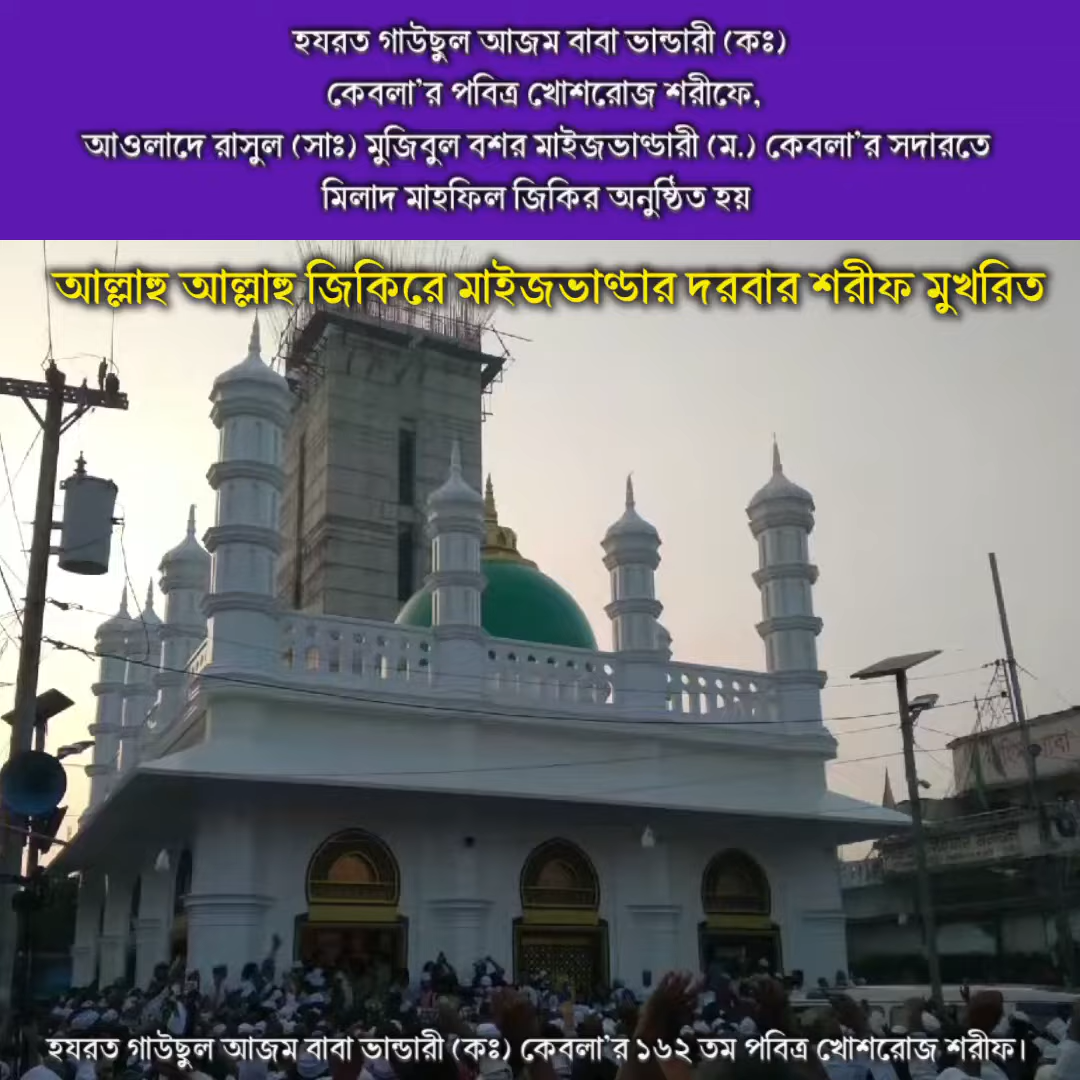 হযরত গাউছুল আজম বাবা ভান্ডারী (কঃ)
কেবলা'র পবিত্র খোশরোজ শরীফে,
আওলাদে রাসুল (সাঃ) মুজিবুল বশর মাইজভাণ্ডারী (ম.) কেবলা'র সদারতে
মিলাদ মাহফিল জিকির অনুষ্ঠিত হয়
আল্লাহু আল্লাহু জিকিরে মাইজভাণ্ডার দরবার শরীফ মুখরিত
হযরত গাউছুল আজম বাবা ভান্ডারী (কঃ) কেবলা'র ১৬২ তম পবিত্র খোশরোজ শরীফ।